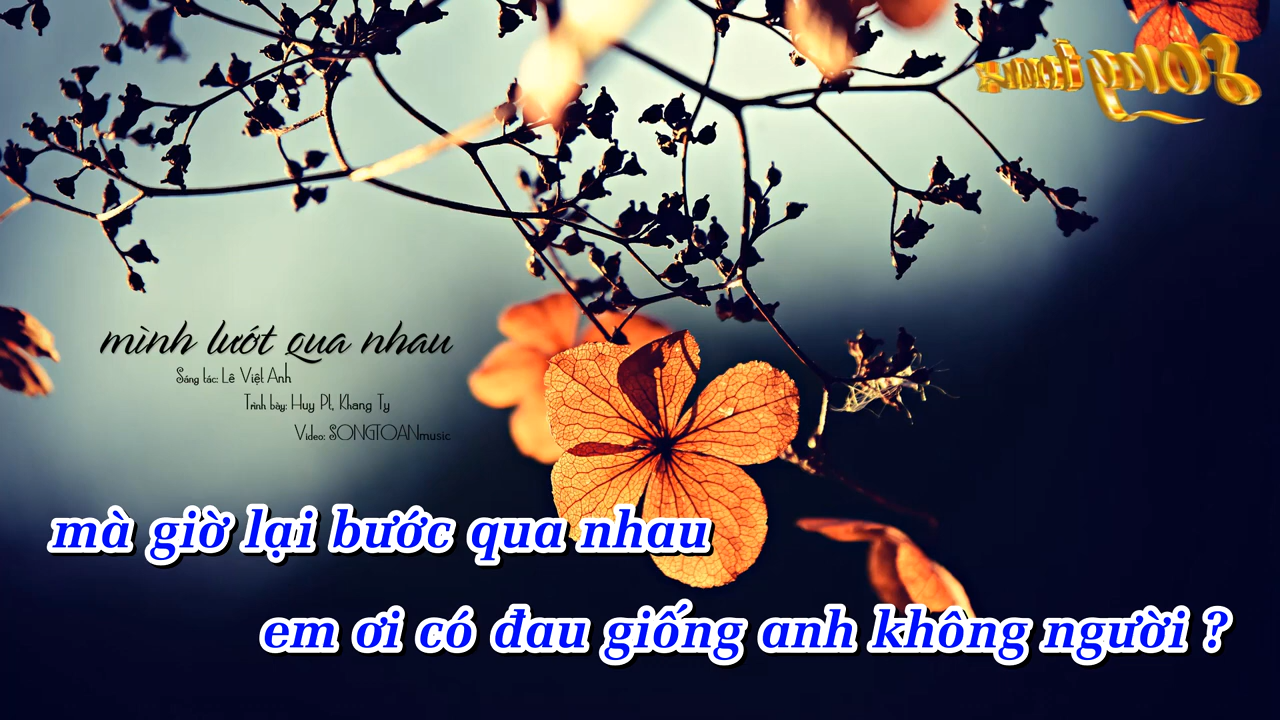 mình lướt qua nhau
Sáng tác: Lê Việt Anh
Trình bày: Huy Pt, Khang Ty
Video: SONGTOANmusic
mà giờ lại bước qua nhau
em ơi có đau giống anh không người ?